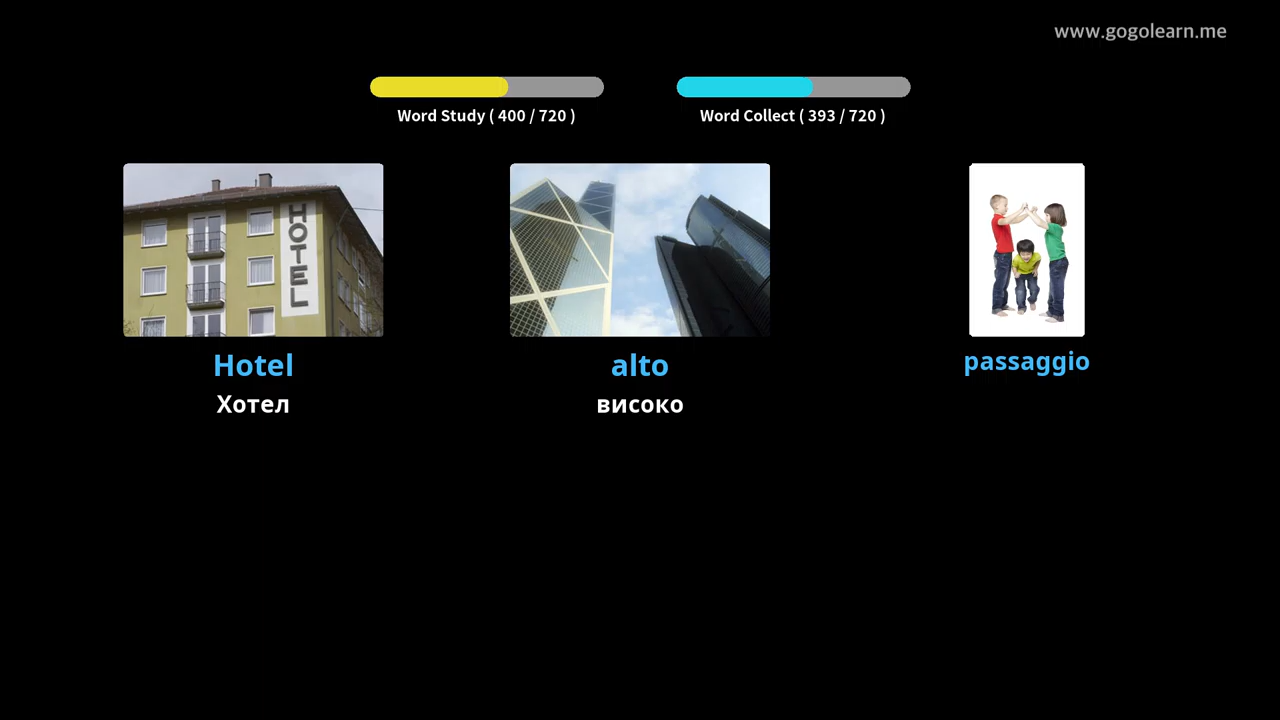 www.gogolearn.me
Word Study ( 400 / 720 )
Word Collect ( 393 / 720 )
HOTEL
Hotel
alto
passaggio
Хотел
високо